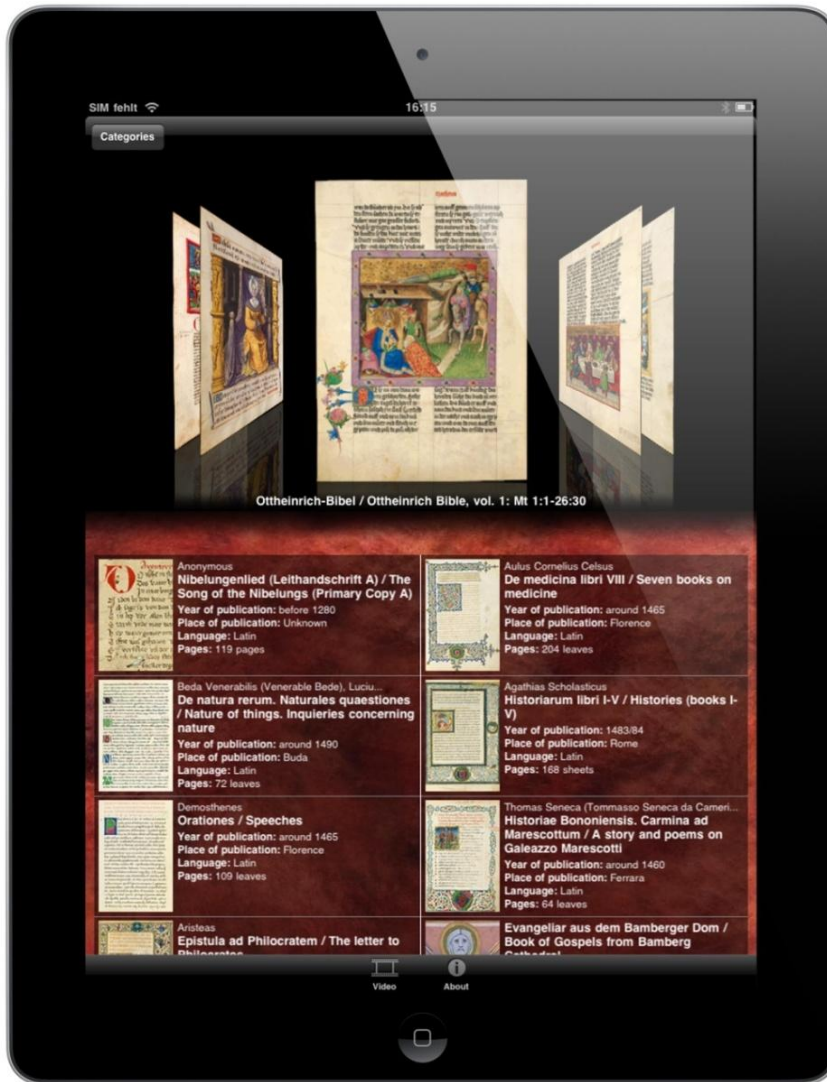 SIM fehlt
16:15
Categories
Ottheinrich-Bibel / Ottheinrich Bible, vol. 1: Mt 1:1-26:30
Anonymous
Nibelungenlied (Leithandschrift A) / The
Song of the Nibelungs (Primary Copy A)
Year of publication: before 1280
Place of publication: Unknown
Language: Latin
Pages: 119 pages
Aulus Cornelius Celsus
De medicina libri VIII / Seven books on
medicine
Year of publication: around 1465
Place of publication: Florence
Language: Latin
Pages: 204 leaves
Beda Venerabilis (Venerable Bede), Luciu...
De natura rerum. Naturales quaestiones
/ Nature of things. Inquieries concerning
nature
Year of publication: around 1490
Place of publication: Buda
Language: Latin
Pages: 72 leaves
Agathias Scholasticus
Historiarum libri I-V / Histories (books I-
V)
Year of publication: 1483/84
Place of publication: Rome
Language: Latin
Pages: 168 sheets
Demosthenes
Orationes / Speeches
Year of publication: around 1465
Place of publication: Florence
Language: Latin
Pages: 109 leaves
Thomas Seneca (Tommasso Seneca da Cameri...
Historiae Bononiensis. Carmina ad
Marescottum / A story and poems on
Galeazzo Marescotti
Year of publication: around 1460
Place of publication: Ferrara
Language: Latin
Pages: 64 leaves
Aristeas
Epistula ad Philocratem / The letter to
Philocrates
Evangeliar aus dem Bamberger Dom /
Book of Gospels from Bamberg
Cathedral
Video
About